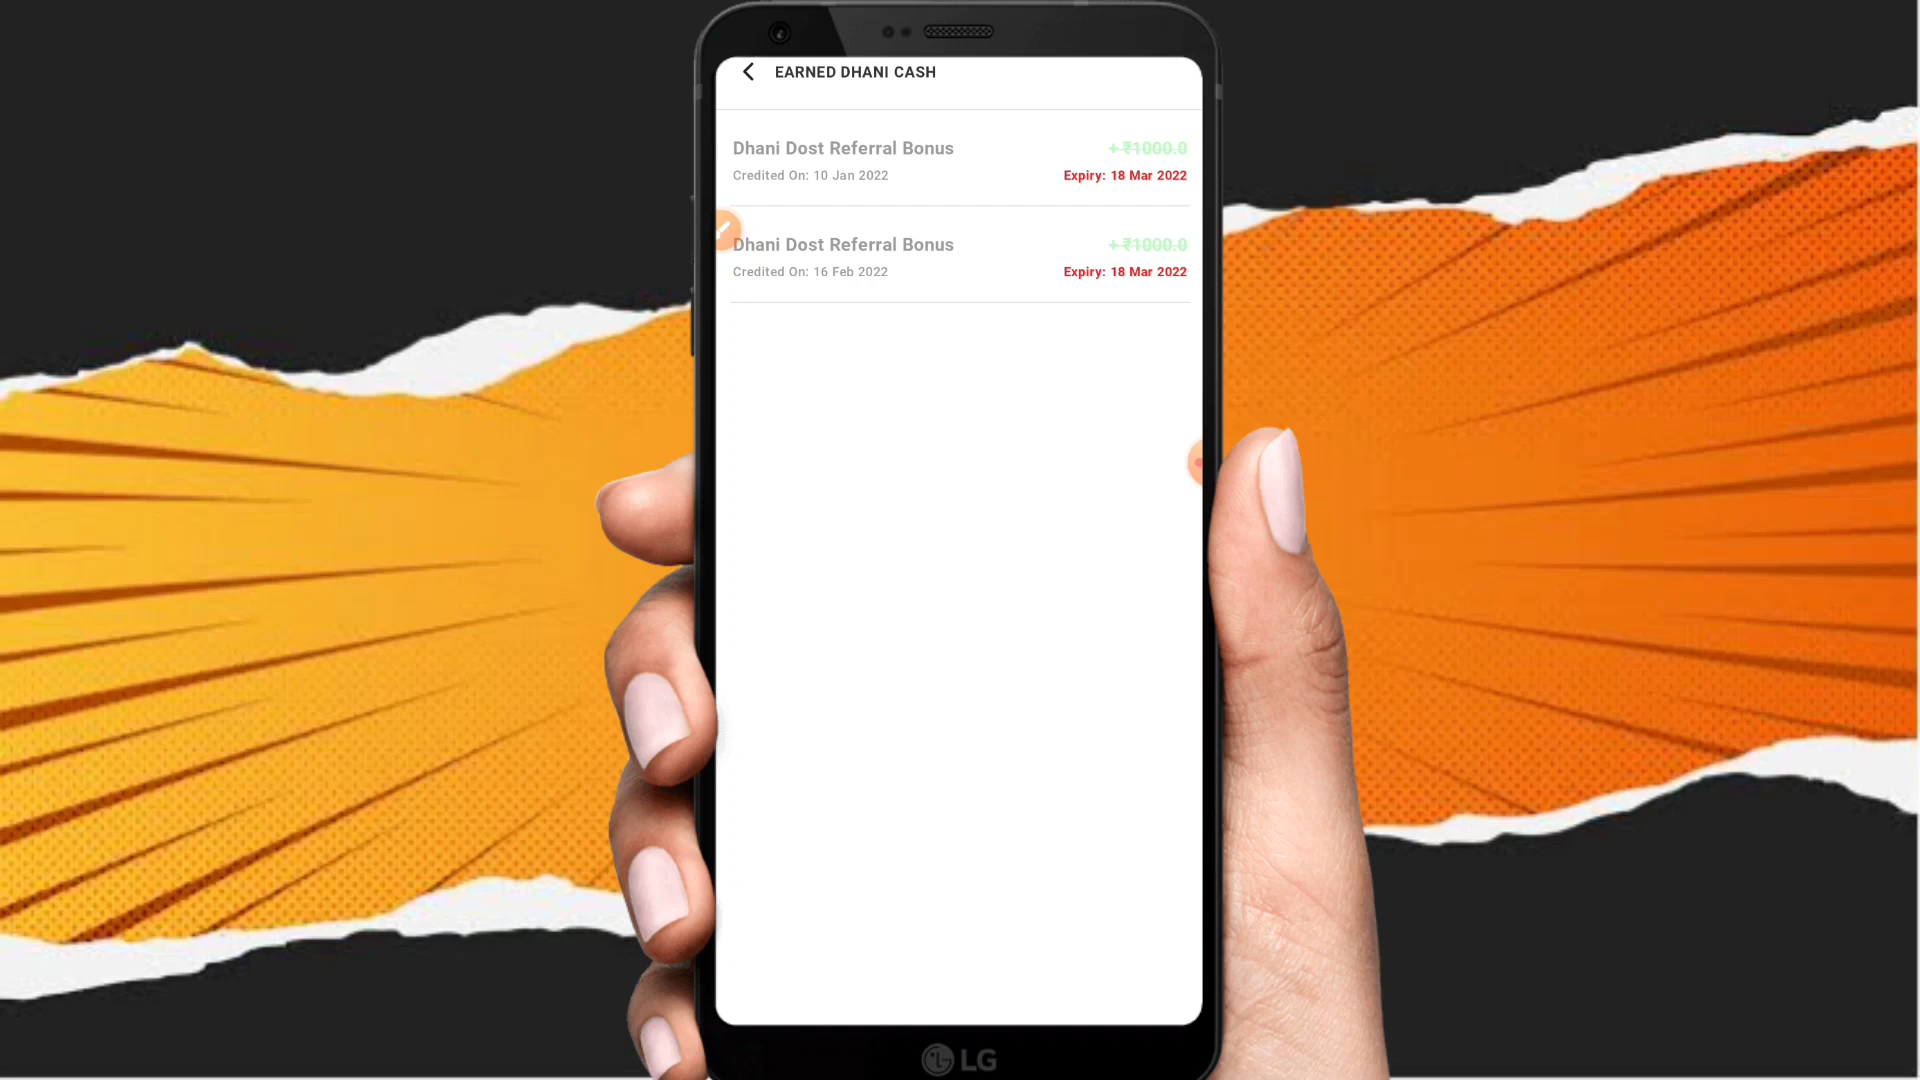 EARNED DHANI CASH
Dhani Dost Referral Bonus + ₹1000.0
Credited On: 10 Jan 2022 Expiry: 18 Mar 2022
Dhani Dost Referral Bonus + ₹1000.0
Credited On: 16 Feb 2022 Expiry: 18 Mar 2022
LG